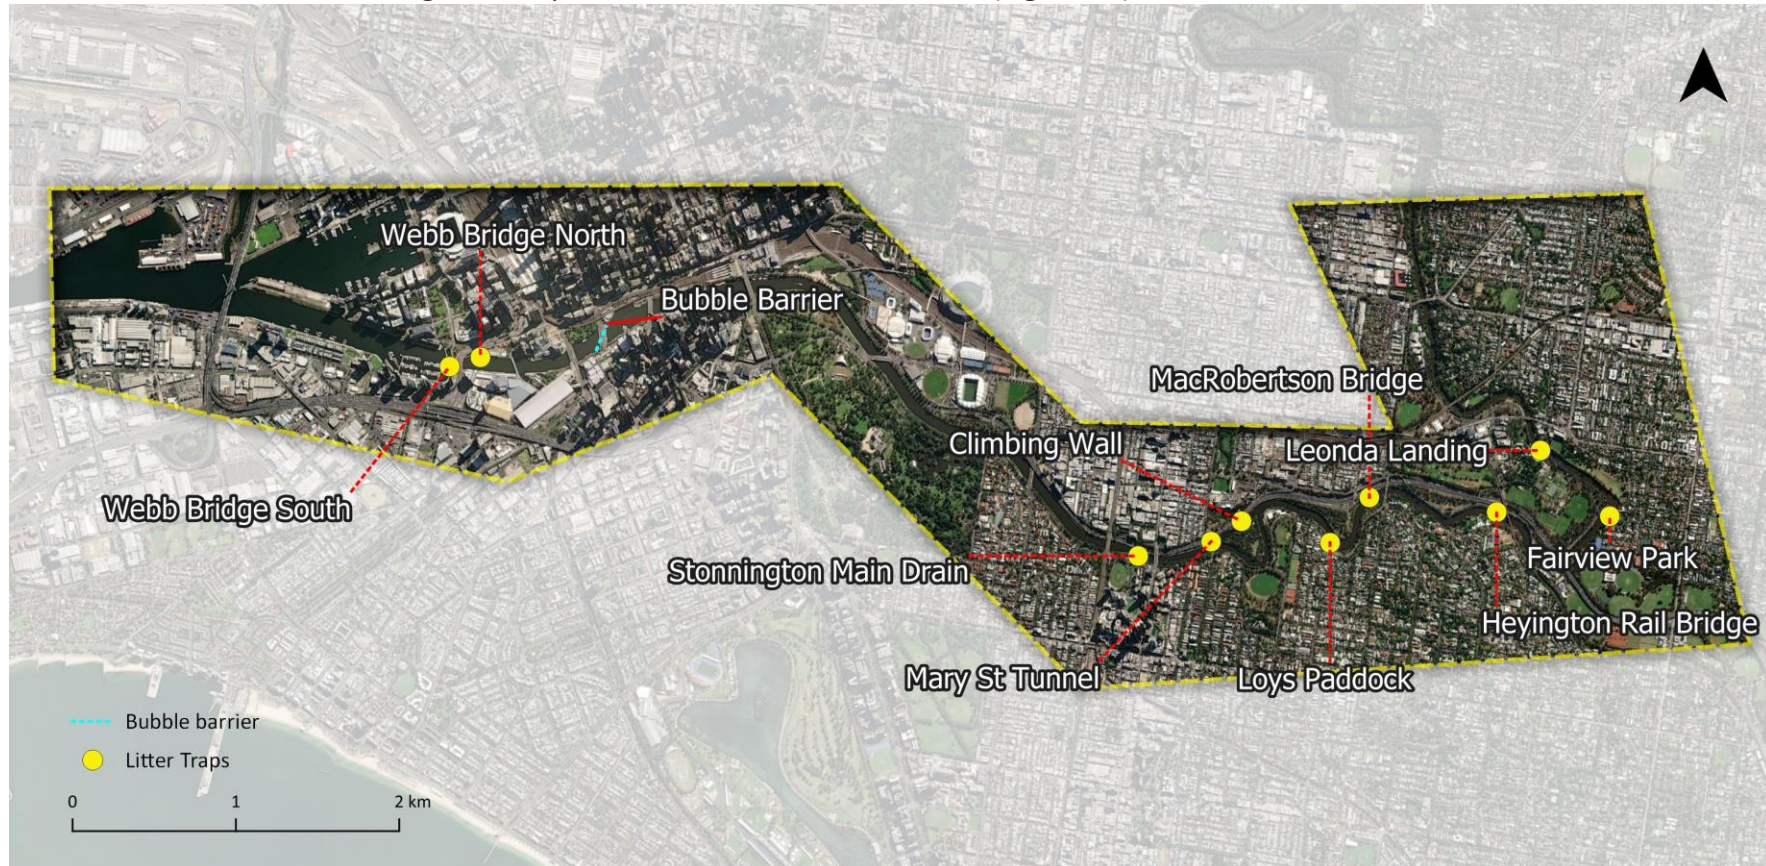 Webb Bridge North
Bubble Barrier
MacRobertson Bridge
Climbing Wall
Leonda Landing
Webb Bridge South
Stonnington Main Drain
Fairview Park
Heyington Rail Bridge
Mary St Tunnel
Loys Paddock
Bubble barrier
Litter Traps
0 1 2 km